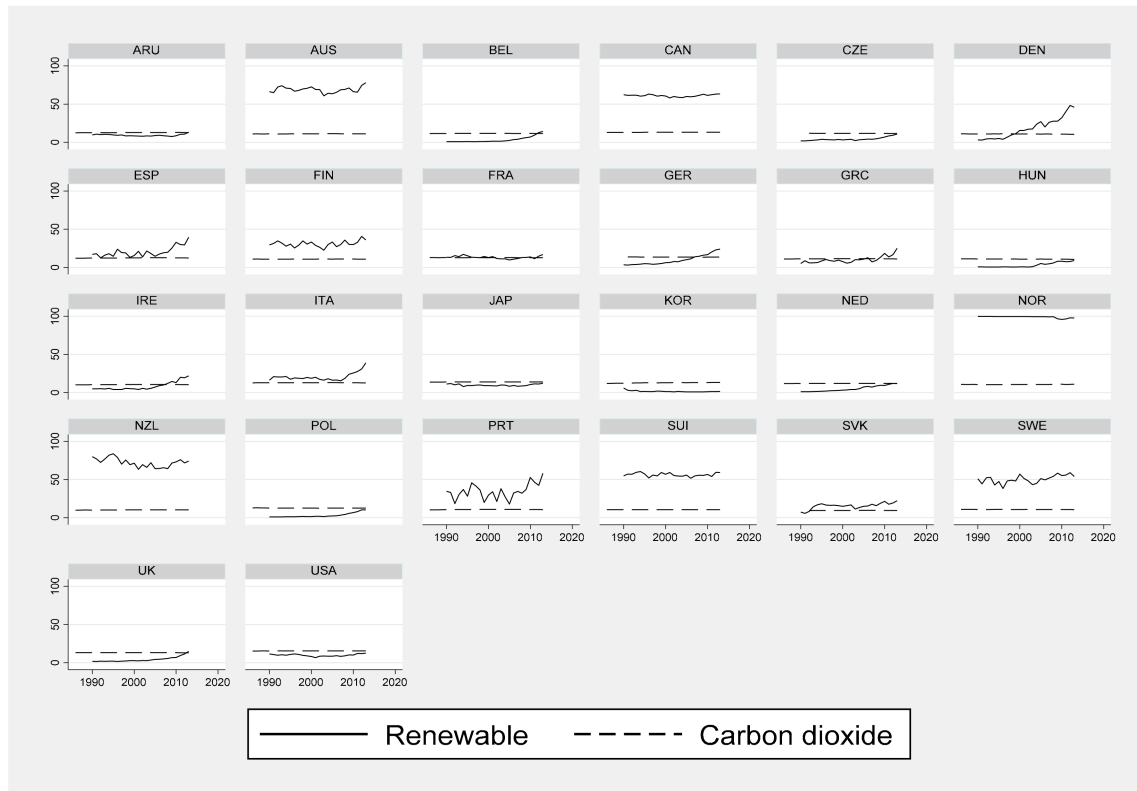 ARU AUS BEL CAN CZE DEN
100
50
0
ESP FIN FRA GER GRC HUN
100
50
0
IRE ITA JAP KOR NED NOR
100
50
0
NZL POL PRT SUI SVK SWE
100
50
0
1990 2000 2010 2020 1990 2000 2010 2020 1990 2000 2010 2020 1990 2000 2010 2020
UK USA
100
50
0
1990 2000 2010 2020 1990 2000 2010 2020
Renewable Carbon dioxide